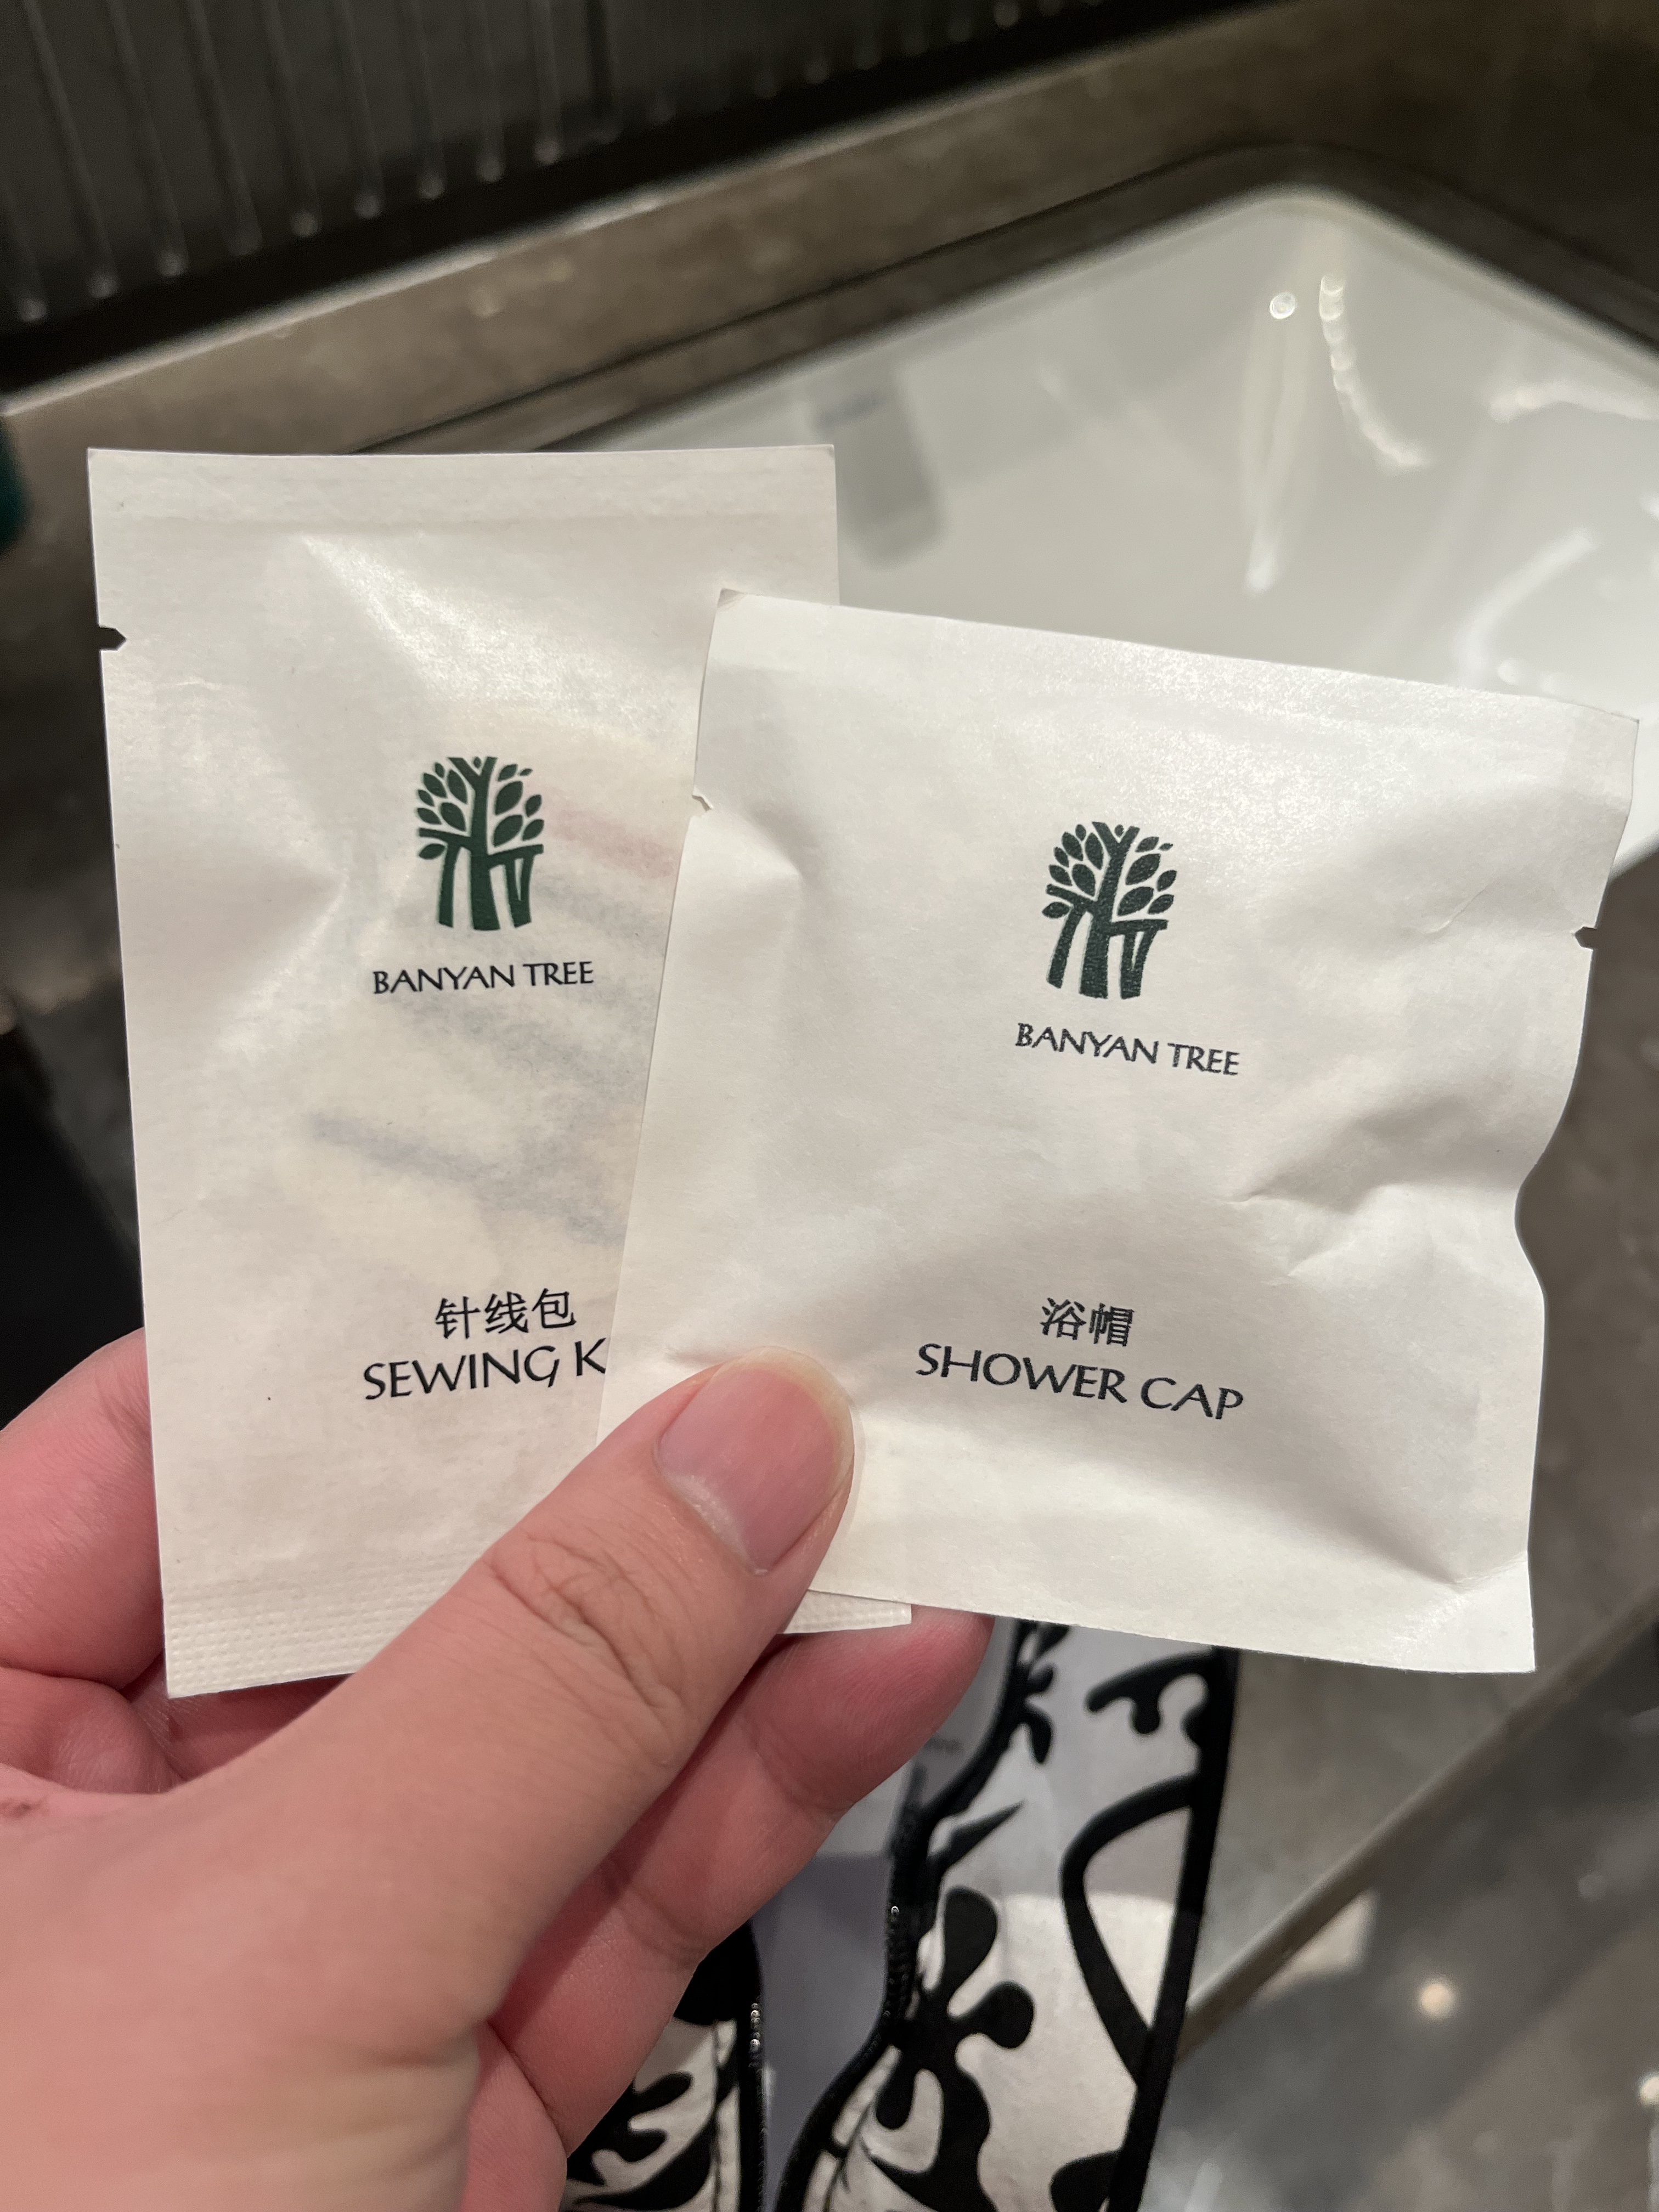 BANYAN TREE
针线包
SEWING K
BANYAN TREE
浴帽
SHOWER CAP